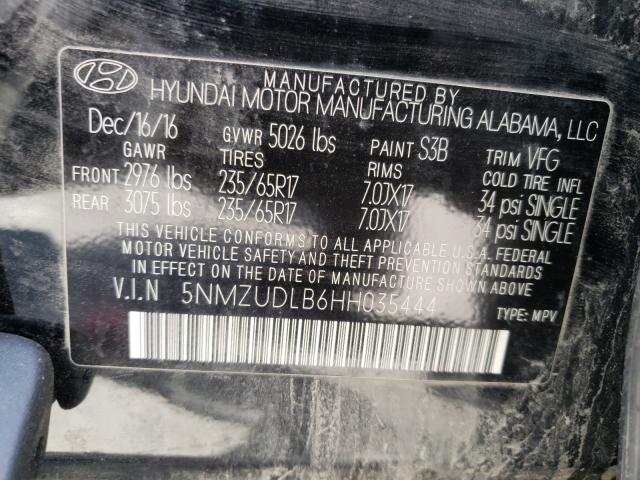 MANUFACTURED BY
HYUNDAI MOTOR MANUFACTURING ALABAMA, LLC
Dec/16/16 GVWR 5026 lbs PAINT S3B TRIM VFG
GAWR TIRES RIMS COLD TIRE INFL
FRONT 2976 lbs 235/65R17 7.0JX17 34 psi SINGLE
REAR 3075 lbs 235/65R17 7.0JX17 34 psi SINGLE
THIS VEHICLE CONFORMS TO ALL APPLICABLE U.S.A. FEDERAL
MOTOR VEHICLE SAFETY AND THEFT PREVENTION STANDARDS
IN EFFECT ON THE DATE OF MANUFACTURE SHOWN ABOVE.
V.I.N 5NMZUDLB6HH035444 TYPE: MPV